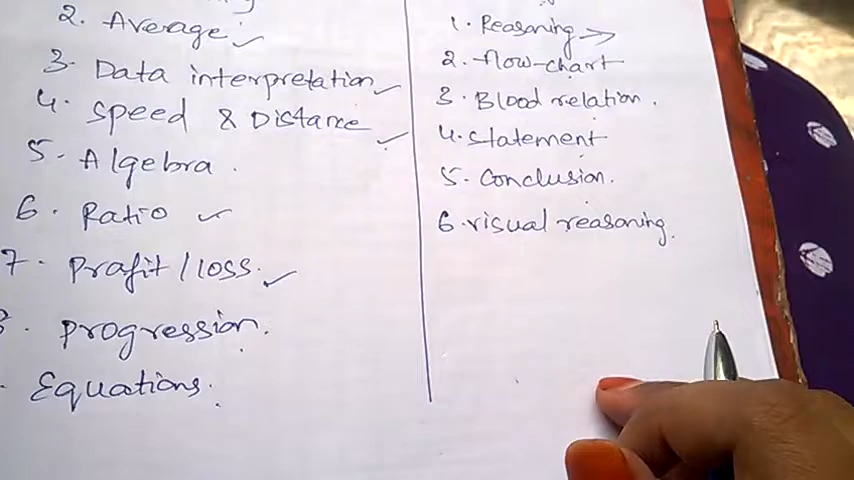 2. Average
3. Data interpretation
4. Speed & Distance
5. Algebra.
6. Ratio
7. Profit/loss.
8. progression.
Equations.
1. Reasoning
2. flow-chart
3. Blood relation.
4. statement
5. Conclusion.
6. visual reasoning.